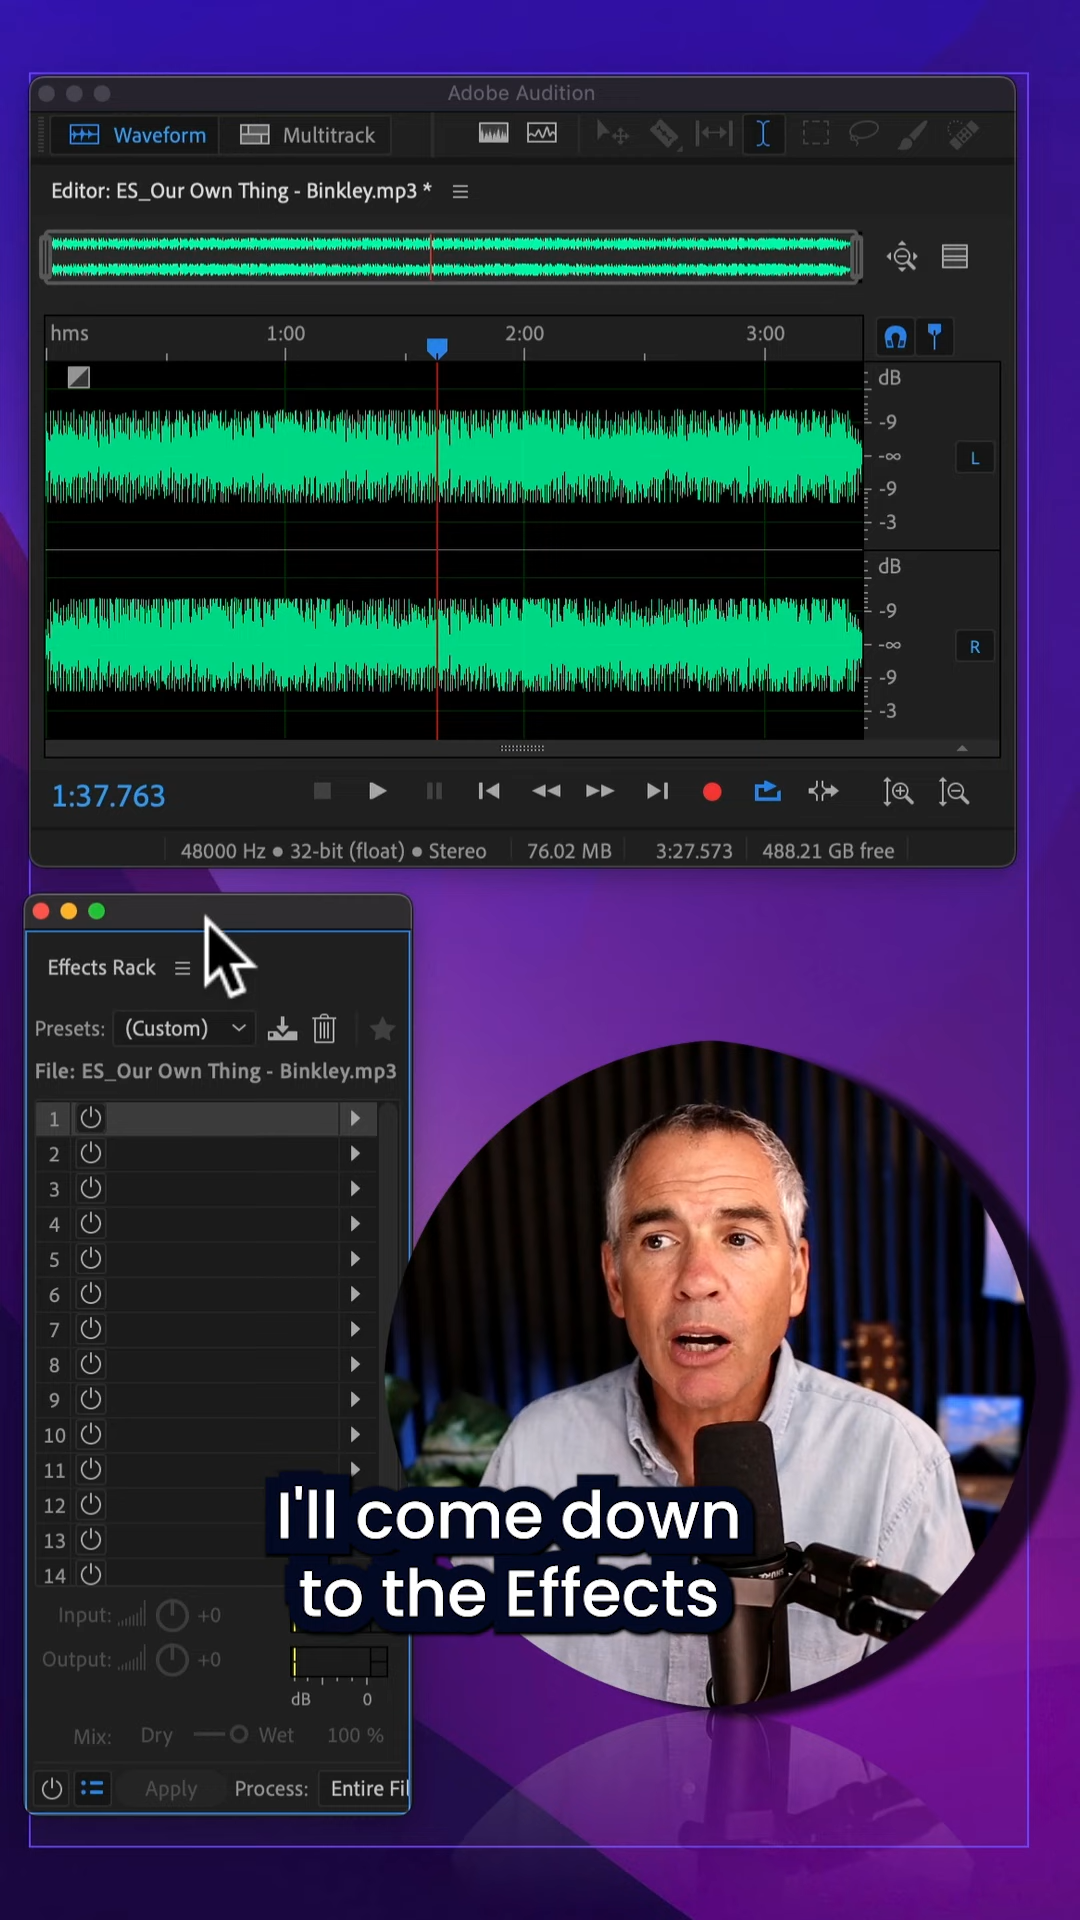 Adobe Audition
Waveform
Multitrack
Editor: ES_Our Own Thing - Binkley.mp3 *
hms 1:00 2:00 3:00
dB
-9
-∞
-9
-3
L
dB
-9
-∞
-9
-3
R
1:37.763
48000 Hz ● 32-bit (float) ● Stereo 76.02 MB 3:27.573 488.21 GB free
Effects Rack
Presets: (Custom)
File: ES_Our Own Thing - Binkley.mp3
1
2
3
4
5
6
7
8
9
10
11
12
13
14
I'll come down
to the Effects
Input: +0
Output: +0
dB 0
Mix: Dry Wet 100 %
Apply Process: Entire Fil